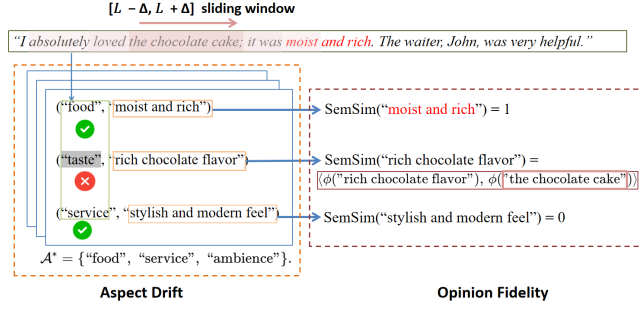 [L − Δ, L + Δ] sliding window
“I absolutely loved the chocolate cake; it was moist and rich. The waiter, John, was very helpful.”
(“food”, “moist and rich”)
SemSim(“moist and rich”) = 1
(“taste”, “rich chocolate flavor”)
SemSim(“rich chocolate flavor”) =
⟨ϕ("rich chocolate flavor"), ϕ("the chocolate cake")⟩
(“service”, “stylish and modern feel”)
SemSim(“stylish and modern feel”) = 0
𝒜* = {“food”, “service”, “ambience”}.
Aspect Drift
Opinion Fidelity